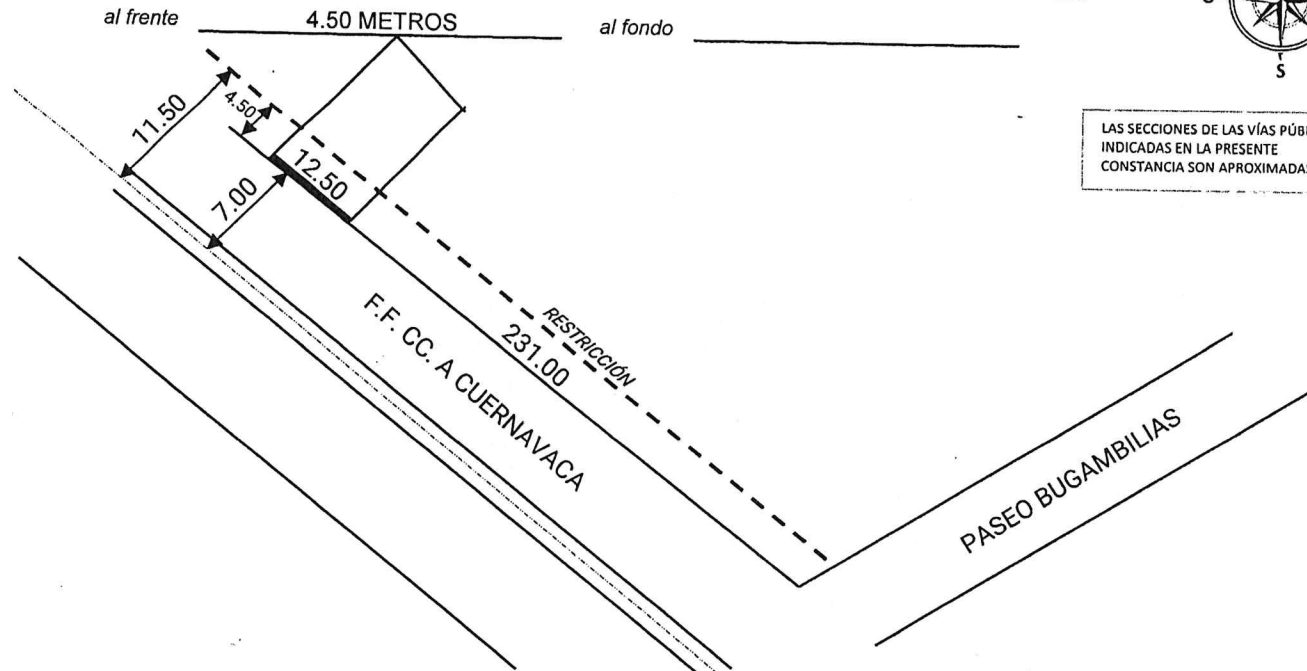 al frente 4.50 METROS al fondo
S
LAS SECCIONES DE LAS VÍAS
INDICADAS EN LA PRESENTE
CONSTANCIA SON APROXIMADAS
11.50
4.50
12.50
7.00
RESTRICCIÓN
231.00
F.F. CC. A CUERNAVACA
PASEO BUGAMBILIAS